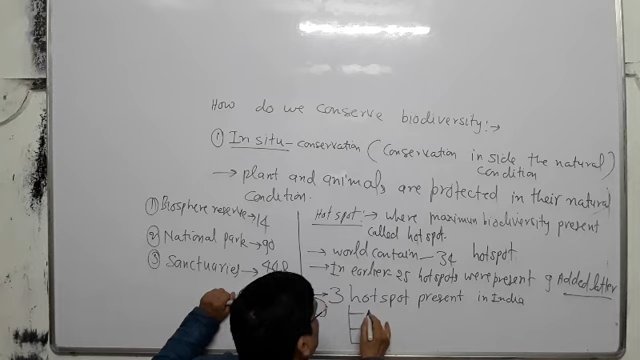 How do we conserve biodiversity:→
① In situ - conservation (Conservation in side the natural
condition)
→ plant and animals are protected in their natural
condition.
① Biosphere reserve → 14
② National park → 90
③ Sanctuaries → 448
Hot spot:→ where maximum biodiversity present
called hotspot.
→ world contain - 34 hotspot
→ In earlier 25 hotspots were present 9 Added letter
→ 3 hotspot present in India